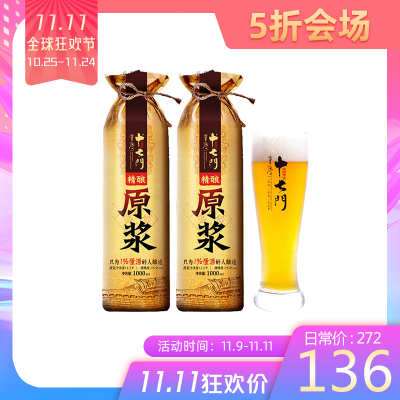 11.11
全球狂欢节
10.25-11.24
5折会场
十七門
精酿
原
浆
只为1%懂酒的人酿造
1000
十七門
精酿
原
浆
只为1%懂酒的人酿造
1000
十七門
活动时间：11.9-11.11
日常价:272
11.11狂欢价
136